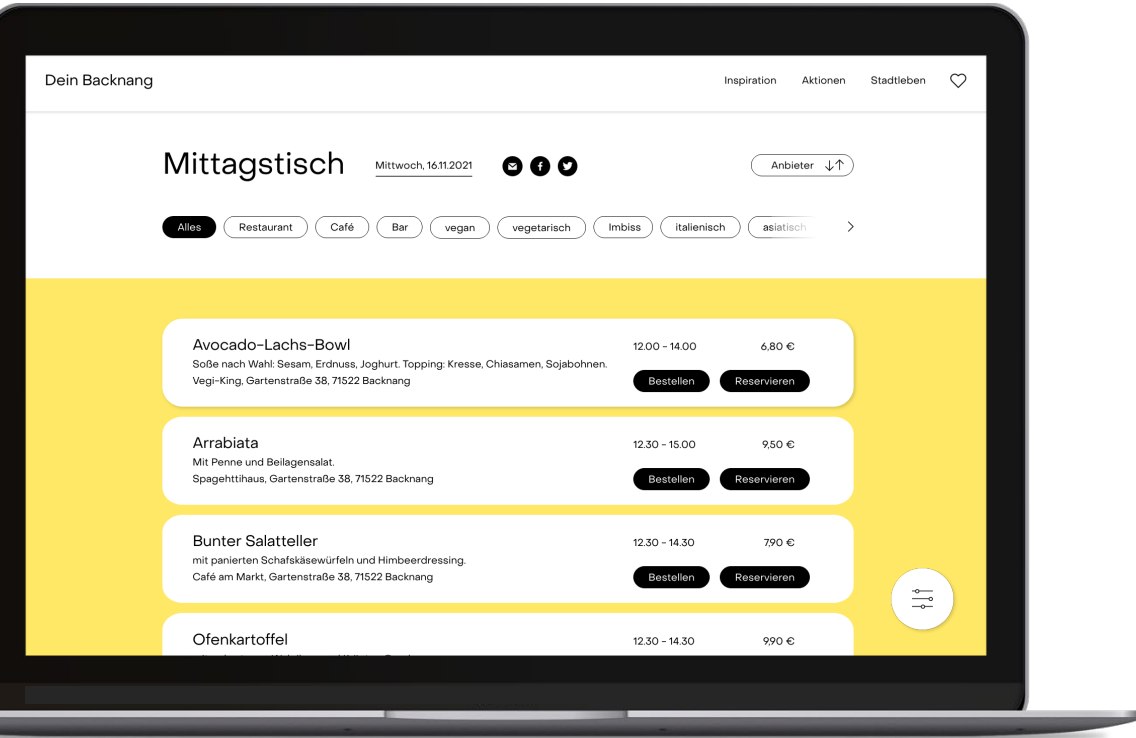 Dein Backnang
Inspiration Aktionen Stadtleben
Mittagstisch Mittwoch, 16.11.2021 Anbieter ↓↑
Alles Restaurant Café Bar vegan vegetarisch Imbiss italienisch asiatisch
Avocado-Lachs-Bowl 12.00 - 14.00 6,80 €
Soße nach Wahl: Sesam, Erdnuss, Joghurt. Topping: Kresse, Chiasamen, Sojabohnen.
Vegi-King, Gartenstraße 38, 71522 Backnang Bestellen Reservieren
Arrabiata 12.30 - 15.00 9,50 €
Mit Penne und Beilagensalat.
Spagehttihaus, Gartenstraße 38, 71522 Backnang Bestellen Reservieren
Bunter Salatteller 12.30 - 14.30 7,90 €
mit panierten Schafskäsewürfeln und Himbeerdressing.
Café am Markt, Gartenstraße 38, 71522 Backnang Bestellen Reservieren
Ofenkartoffel 12.30 - 14.30 9,90 €